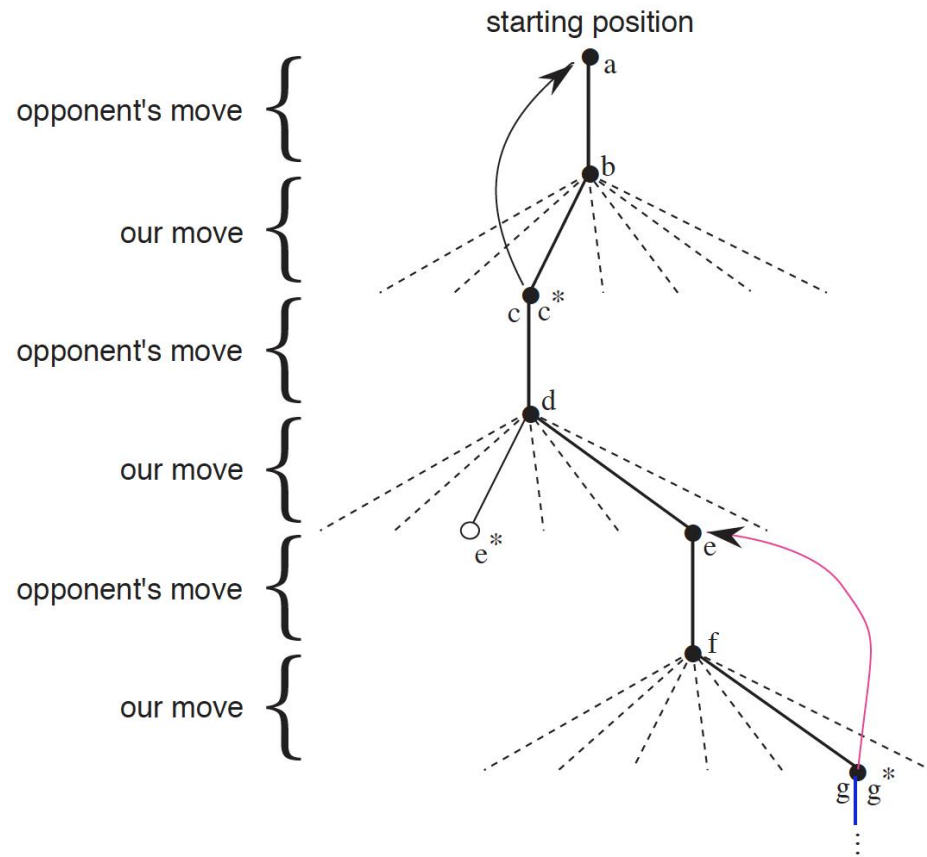 starting position
a
opponent's move
b
our move
c c*
opponent's move
d
our move
e*
e
opponent's move
f
our move
g g*